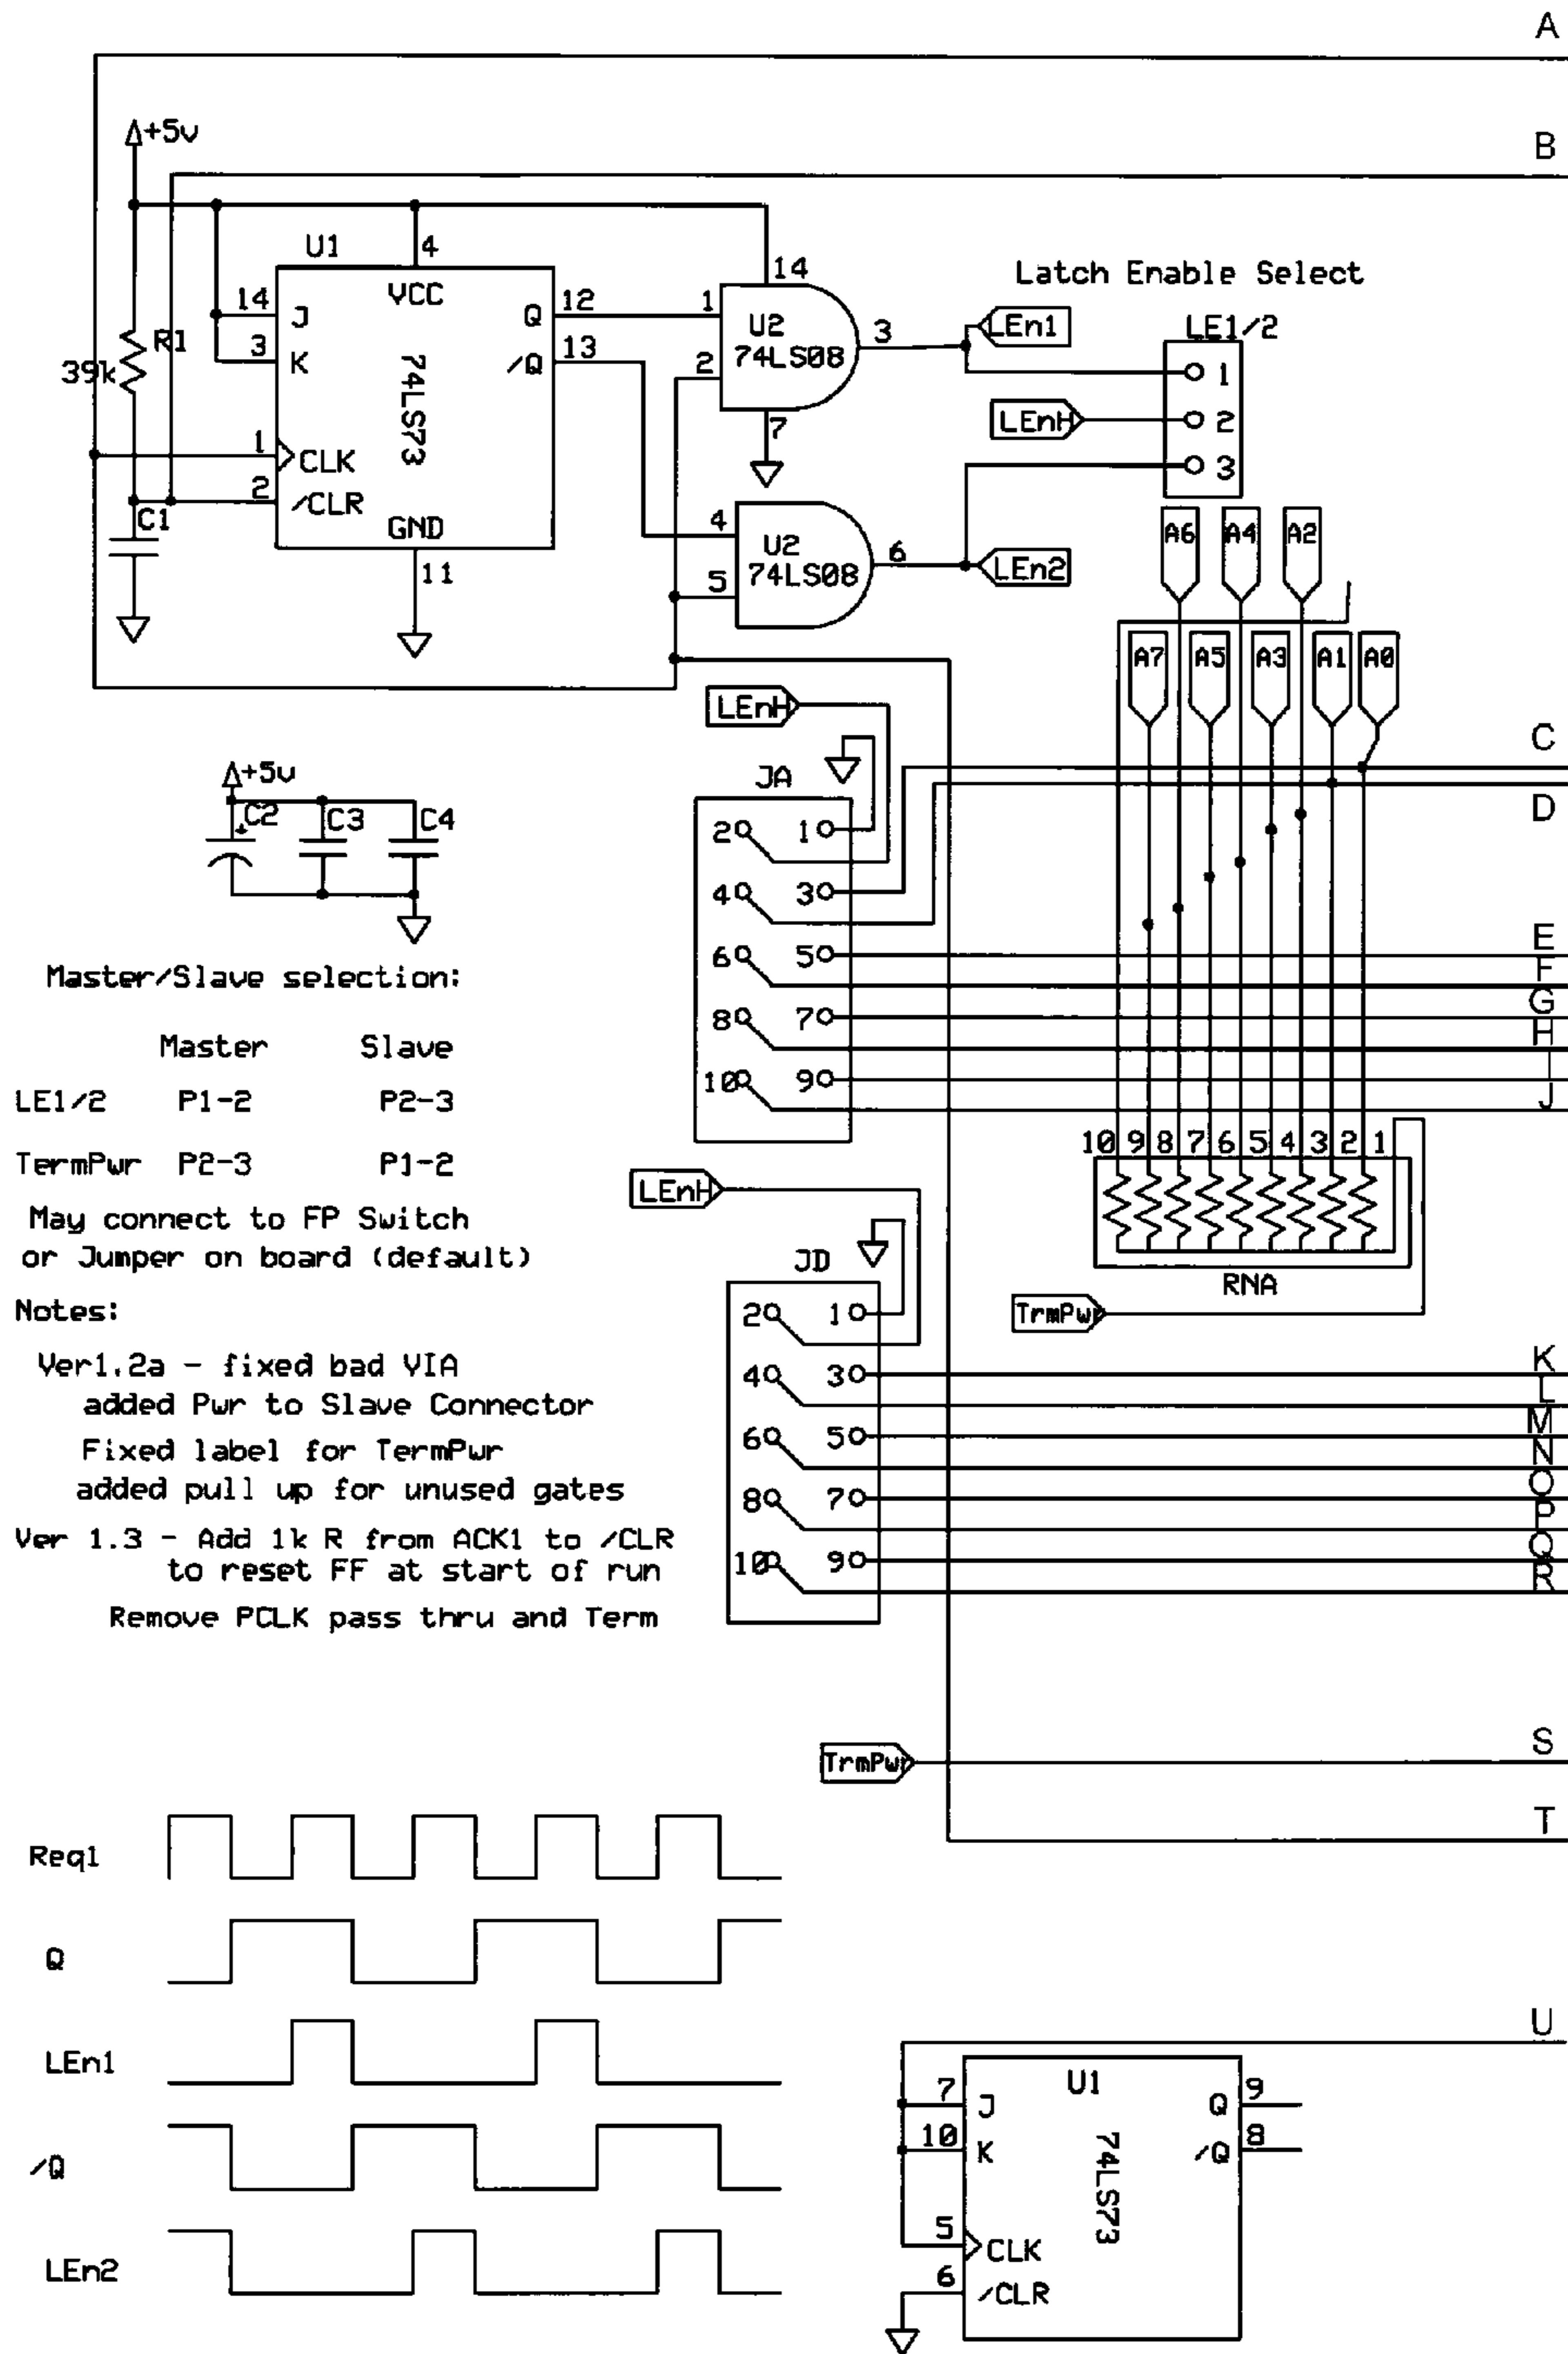 A
+5v
B
U1
4
14
Latch Enable Select
VCC
14
J
Q
12
1
U2
3
LEn1
LE1/2
R1
3
K
/Q
13
74LS08
1
39k
74LS73
2
LEnH
2
7
1
CLK
3
2
/CLR
C1
GND
4
U2
6
A6
A4
A2
11
5
74LS08
LEn2
A7
A5
A3
A1
A0
LEnH
C
+5v
JA
D
C2
C3
C4
2
1
4
3
E
Master/Slave selection:
6
5
F
G
8
7
H
Master
Slave
I
LE1/2
P1-2
P2-3
10
9
J
10 9 8 7 6 5 4 3 2 1
TermPwr
P2-3
P1-2
LEnH
May connect to FP Switch
or Jumper on board (default)
JD
RNA
Notes:
2
1
TrmPwr
Ver1.2a - fixed bad VIA
K
added Pwr to Slave Connector
4
3
L
M
Fixed label for TermPwr
6
5
N
added pull up for unused gates
8
7
O
P
Ver 1.3 - Add 1k R from ACK1 to /CLR
Q
to reset FF at start of run
10
9
R
Remove PCLK pass thru and Term
S
TrmPwr
T
Req1
Q
LEn1
/Q
LEn2
U
U1
7
J
Q
9
10
K
/Q
8
74LS73
5
CLK
6
/CLR